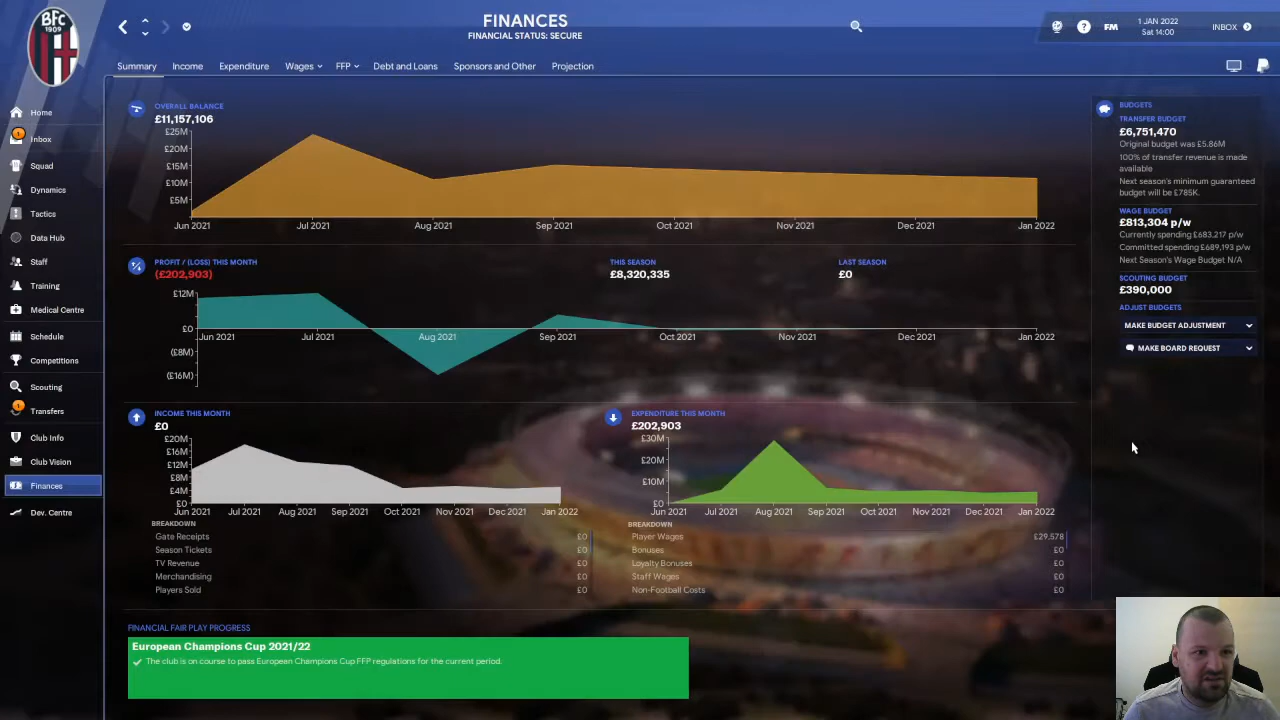 BFC
1909
FINANCES
FINANCIAL STATUS: SECURE
FM
1 JAN 2022
Sat 14:00
INBOX
Summary
Income
Expenditure
Wages
FFP
Debt and Loans
Sponsors and Other
Projection
Home
Inbox
Squad
Dynamics
Tactics
Data Hub
Staff
Training
Medical Centre
Schedule
Competitions
Scouting
Transfers
Club Info
Club Vision
Finances
Dev. Centre
OVERALL BALANCE
£11,157,106
£25M
£20M
£15M
£10M
£5M
Jun 2021
Jul 2021
Aug 2021
Sep 2021
Oct 2021
Nov 2021
Dec 2021
Jan 2022
PROFIT / (LOSS) THIS MONTH
(£202,903)
THIS SEASON
£8,320,335
LAST SEASON
£0
£12M
£0
(£8M)
(£16M)
Jun 2021
Jul 2021
Aug 2021
Sep 2021
Oct 2021
Nov 2021
Dec 2021
Jan 2022
INCOME THIS MONTH
£0
£20M
£16M
£12M
£8M
£4M
£0
Jun 2021
Jul 2021
Aug 2021
Sep 2021
Oct 2021
Nov 2021
Dec 2021
Jan 2022
BREAKDOWN
Gate Receipts £0
Season Tickets £0
TV Revenue £0
Merchandising £0
Players Sold £0
EXPENDITURE THIS MONTH
£202,903
£30M
£20M
£10M
£0
Jun 2021
Jul 2021
Aug 2021
Sep 2021
Oct 2021
Nov 2021
Dec 2021
Jan 2022
BREAKDOWN
Player Wages £29,578
Bonuses £0
Loyalty Bonuses £0
Staff Wages £0
Non-Football Costs £0
FINANCIAL FAIR PLAY PROGRESS
European Champions Cup 2021/22
The club is on course to pass European Champions Cup FFP regulations for the current period.
BUDGETS
TRANSFER BUDGET
£6,751,470
Original budget was £5.86M
100% of transfer revenue is made
available
Next season's minimum guaranteed
budget will be £785K.
WAGE BUDGET
£813,304 p/w
Currently spending £683,217 p/w
Committed spending £689,193 p/w
Next Season's Wage Budget N/A
SCOUTING BUDGET
£390,000
ADJUST BUDGETS
MAKE BUDGET ADJUSTMENT
MAKE BOARD REQUEST